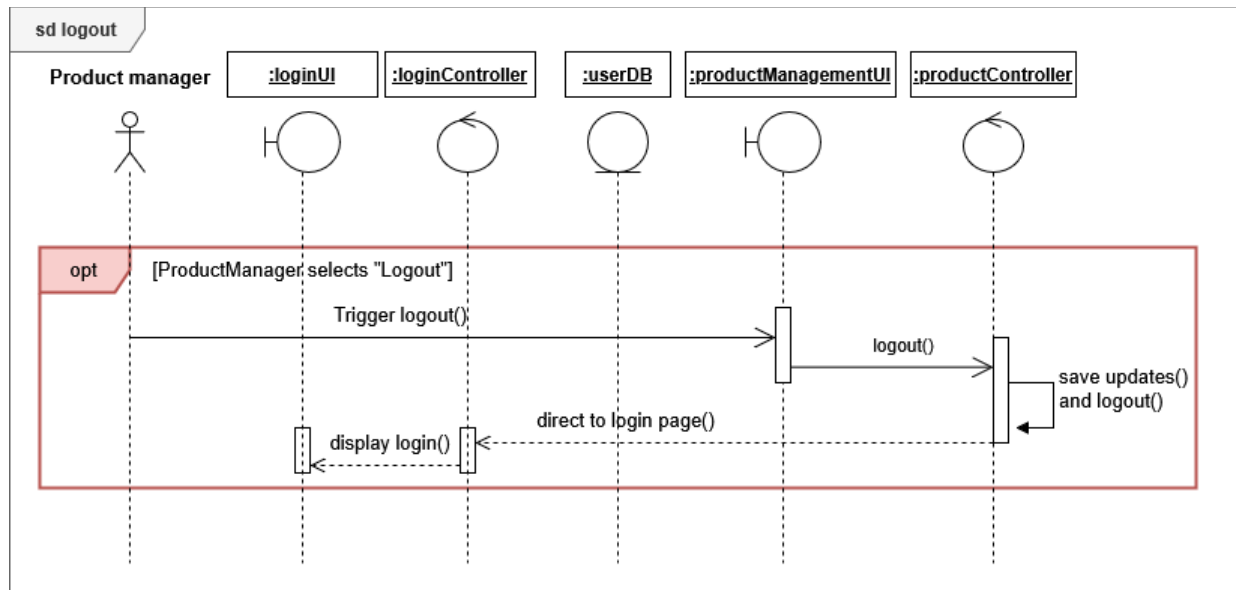 sd logout
Product manager
:loginUI
:loginController
:userDB
:productManagementUI
:productController
opt
[ProductManager selects "Logout"]
Trigger logout()
logout()
save updates()
and logout()
direct to login page()
display login()